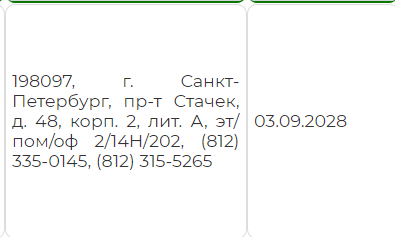 198097, г. Санкт-
Петербург, пр-т Стачек,
д. 48, корп. 2, лит. А, эт/
пом/оф 2/14Н/202, (812)
335-0145, (812) 315-5265
03.09.2028